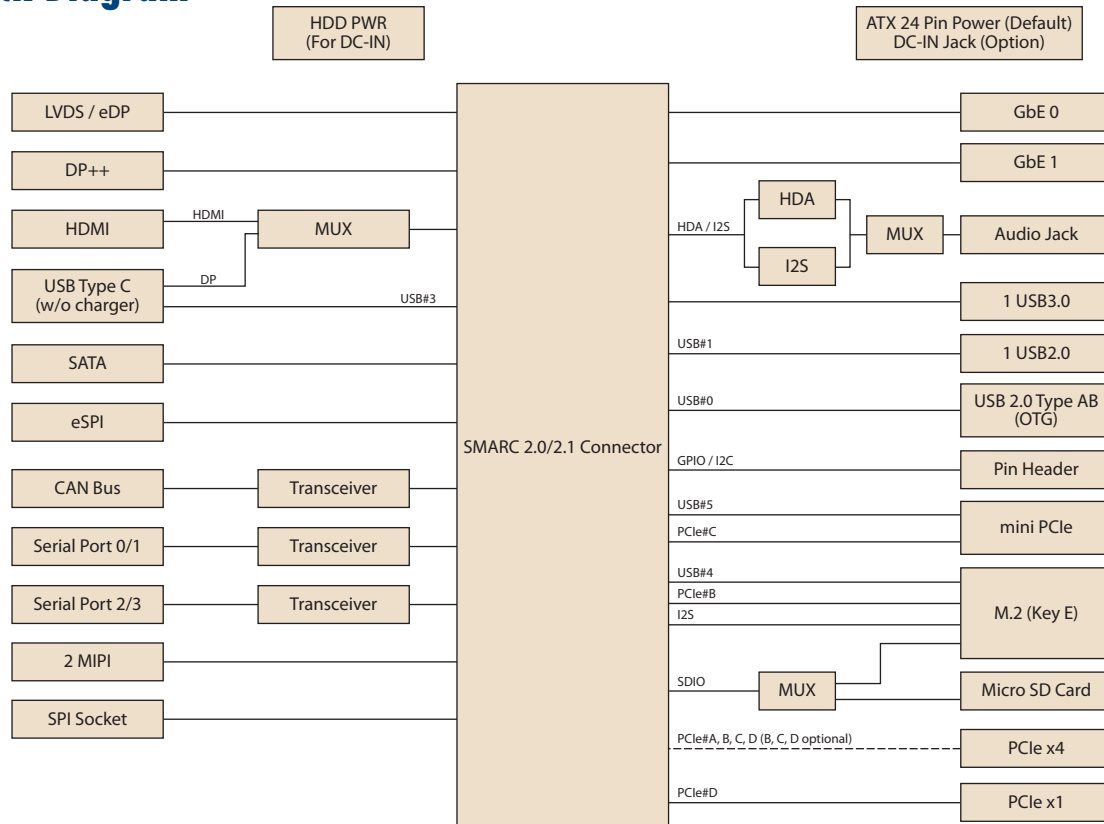 Diagram
HDD PWR
(For DC-IN)
ATX 24 Pin Power (Default)
DC-IN Jack (Option)
LVDS / eDP
DP++
HDMI
HDMI
MUX
USB Type C
(w/o charger)
DP
USB#3
SATA
eSPI
CAN Bus
Transceiver
Serial Port 0/1
Transceiver
Serial Port 2/3
Transceiver
2 MIPI
SPI Socket
SMARC 2.0/2.1 Connector
GbE 0
GbE 1
HDA / I2S
HDA
I2S
MUX
Audio Jack
1 USB3.0
USB#1
1 USB2.0
USB#0
USB 2.0 Type AB
(OTG)
GPIO / I2C
Pin Header
USB#5
PCIe#C
mini PCIe
USB#4
PCIe#B
I2S
M.2 (Key E)
SDIO
MUX
Micro SD Card
PCIe#A, B, C, D (B, C, D optional)
PCIe x4
PCIe#D
PCIe x1